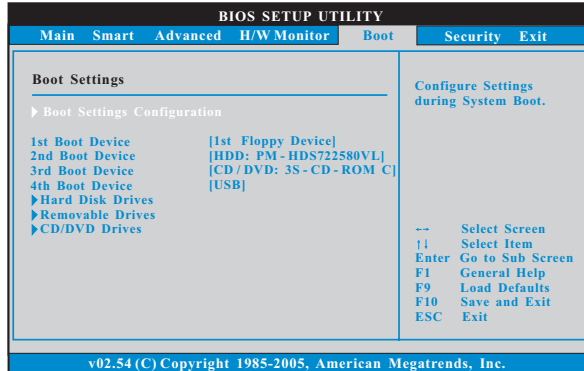 BIOS SETUP UTILITY
Main Smart Advanced H/W Monitor Boot Security Exit
Boot Settings
Boot Settings Configuration
1st Boot Device [1st Floppy Device]
2nd Boot Device [HDD: PM - HDS722580VL]
3rd Boot Device [CD / DVD: 3S - CD - ROM C]
4th Boot Device [USB]
Hard Disk Drives
Removable Drives
CD/DVD Drives
Configure Settings
during System Boot.
←→ Select Screen
↑↓ Select Item
Enter Go to Sub Screen
F1 General Help
F9 Load Defaults
F10 Save and Exit
ESC Exit
v02.54 (C) Copyright 1985-2005, American Megatrends, Inc.